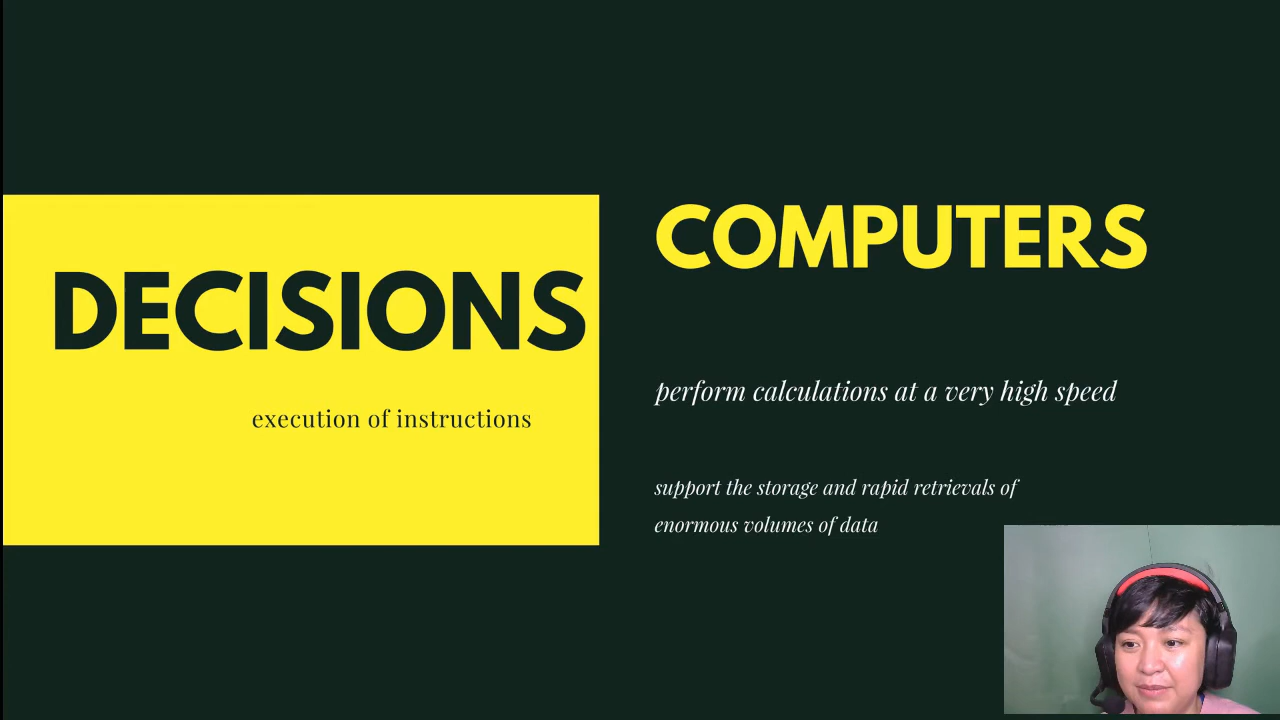 DECISIONS
execution of instructions
COMPUTERS
perform calculations at a very high speed
support the storage and rapid retrievals of
enormous volumes of data